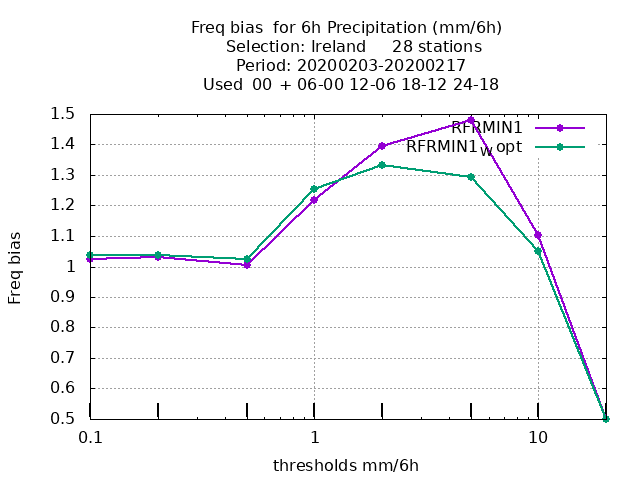 Freq bias  for 6h Precipitation (mm/6h)
Selection: Ireland     28 stations
Period: 20200203-20200217
Used  00 + 06-00 12-06 18-12 24-18
RFRMIN1
RFRMIN1wopt
Freq bias
1.5
1.4
1.3
1.2
1.1
1
0.9
0.8
0.7
0.6
0.5
0.1
1
10
thresholds mm/6h